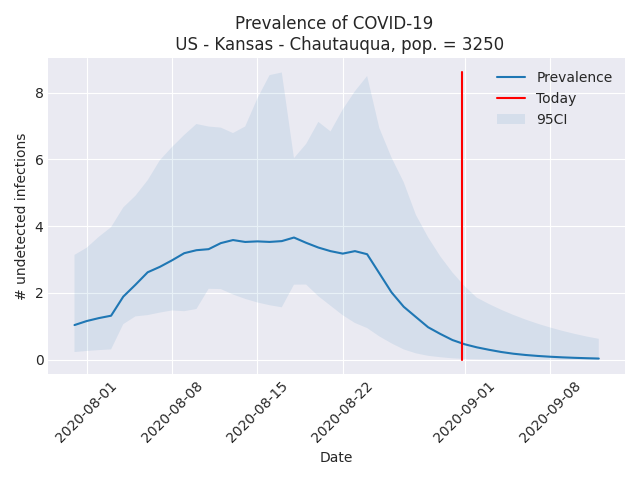 Prevalence of COVID-19
US - Kansas - Chautauqua, pop. = 3250
Prevalence
Today
95CI
# undetected infections
8
6
4
2
0
2020-08-01
2020-08-08
2020-08-15
2020-08-22
2020-09-01
2020-09-08
Date